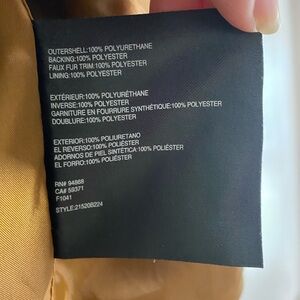 OUTERSHELL:100% POLYURETHANE
BACKING:100% POLYESTER
FAUX FUR TRIM:100% POLYESTER
LINING:100% POLYESTER
EXTÉRIEUR:100% POLYURÉTHANE
INVERSE:100% POLYESTER
GARNITURE EN FOURRURE SYNTHÉTIQUE:100% POLYESTER
DOUBLURE:100% POLYESTER
EXTERIOR:100% POLIURETANO
EL REVERSO:100% POLIÉSTER
ADORNOS DE PIEL SINTÉTICA:100% POLIÉSTER
EL FORRO:100% POLIÉSTER
RN# 94868
CA# 59371
F1041
STYLE:21520B224